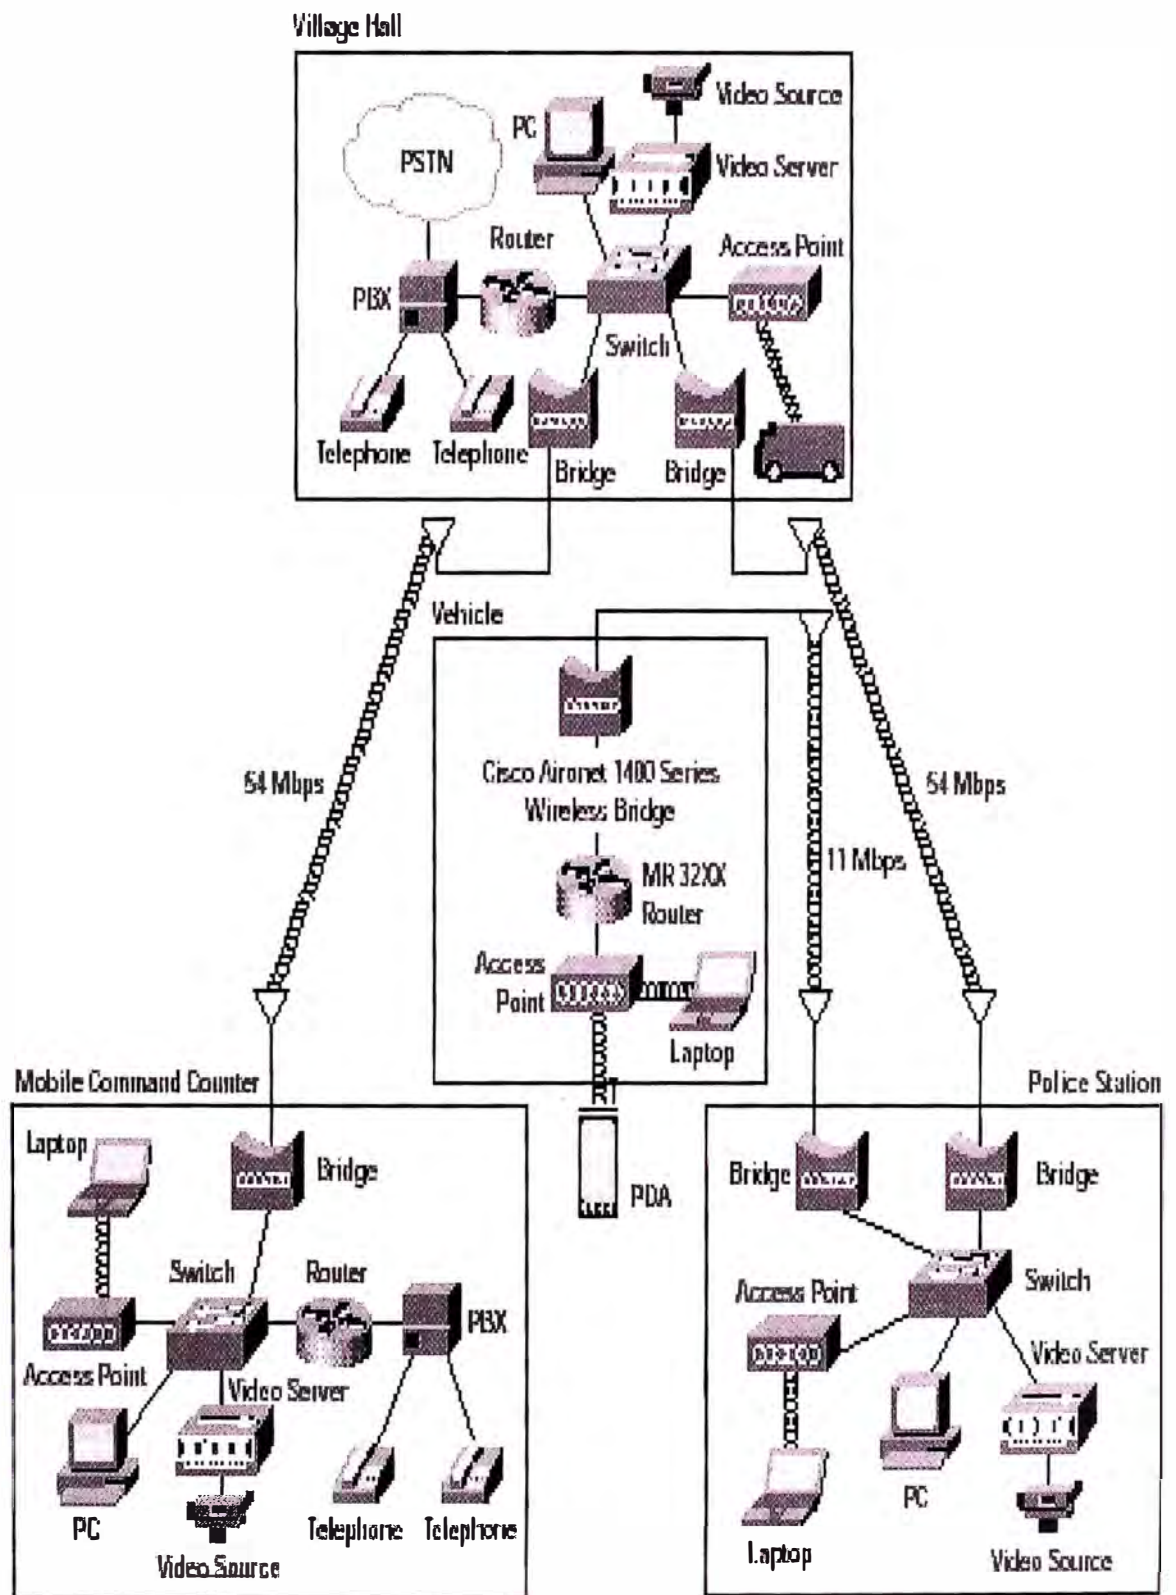 Village Hall
Video Source
PC
PSTN
Video Server
Router
Access Point
PBX
Switch
Telephone
Telephone
Bridge
Bridge
Vehicle
Cisco Aironet 1400 Series
Wireless Bridge
54 Mbps
54 Mbps
11 Mbps
MR 32XX
Router
Access
Point
Laptop
Mobile Command Counter
Police Station
Laptop
Bridge
PDA
Bridge
Bridge
Switch
Router
PBX
Access Point
Switch
Access Point
Video Server
Video Server
PC
Telephone
Telephone
Video Source
Laptop
PC
Video Source